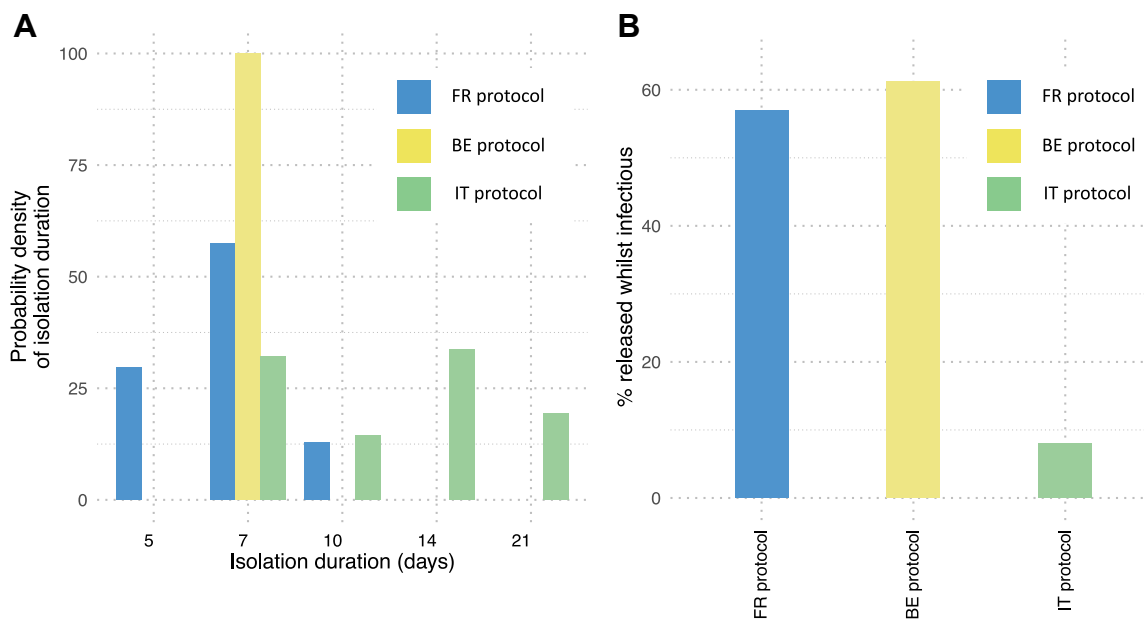 A
Probability density
of isolation duration
100
75
50
25
0
FR protocol
BE protocol
IT protocol
5 7 10 14 21
Isolation duration (days)
B
% released whilst infectious
60
40
20
0
FR protocol
BE protocol
IT protocol
FR protocol
BE protocol
IT protocol